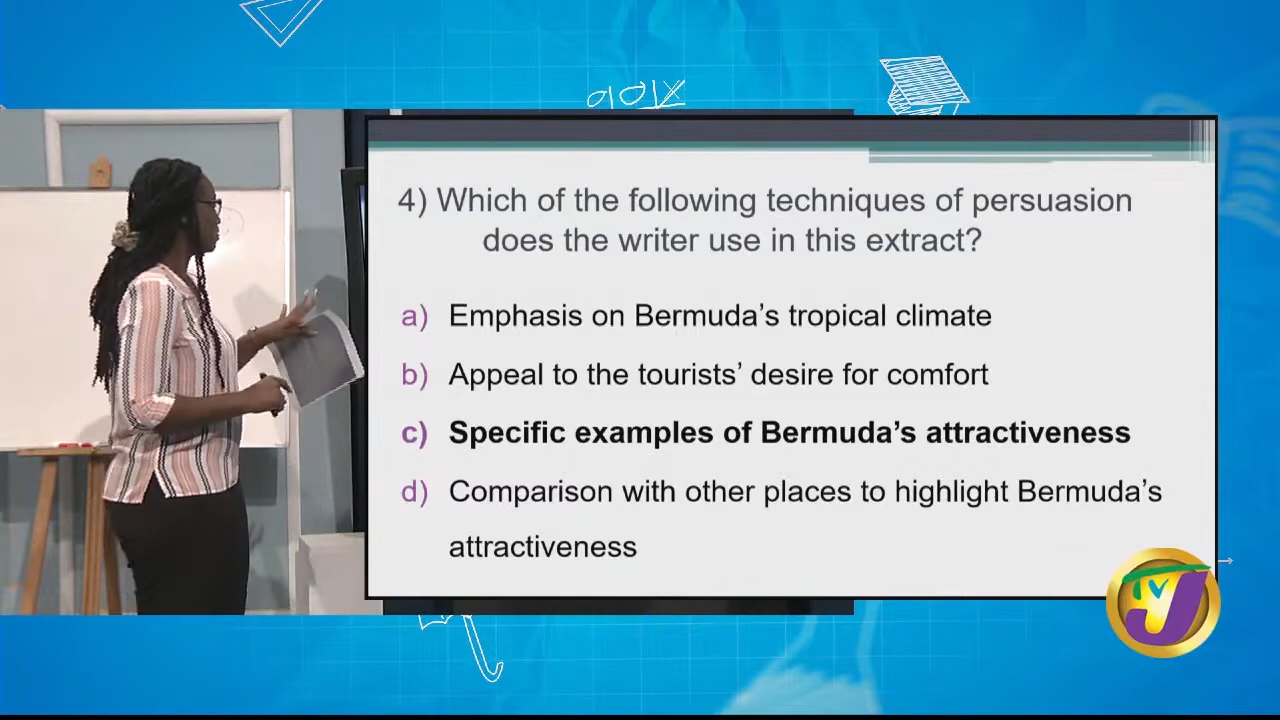 4) Which of the following techniques of persuasion
does the writer use in this extract?
a) Emphasis on Bermuda's tropical climate
b) Appeal to the tourists' desire for comfort
c) Specific examples of Bermuda's attractiveness
d) Comparison with other places to highlight Bermuda's
attractiveness
TVJ